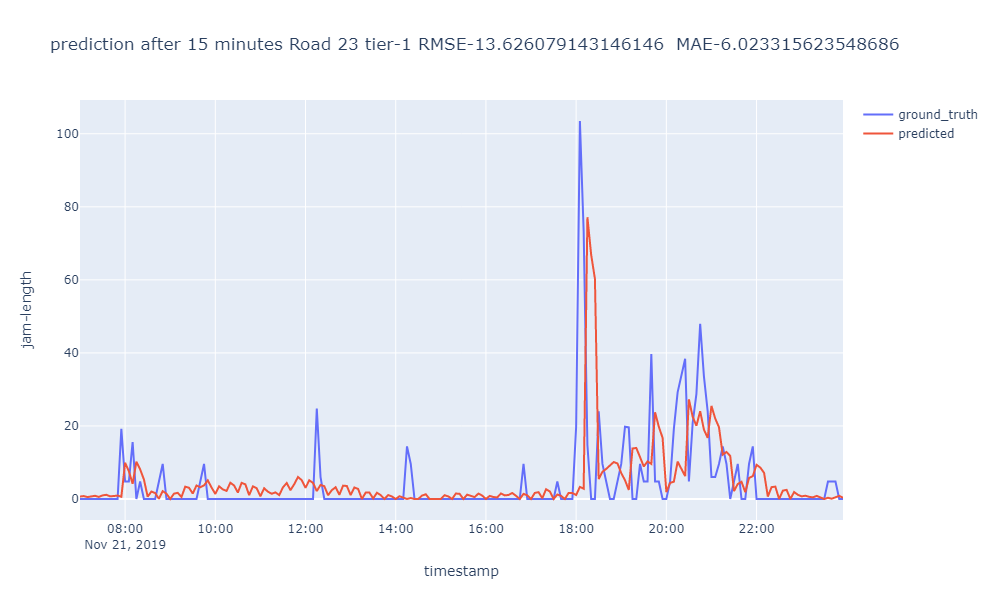 prediction after 15 minutes Road 23 tier-1 RMSE-13.626079143146146  MAE-6.023315623548686
ground_truth
predicted
jam-length
100
80
60
40
20
0
08:00 10:00 12:00 14:00 16:00 18:00 20:00 22:00
Nov 21, 2019
timestamp